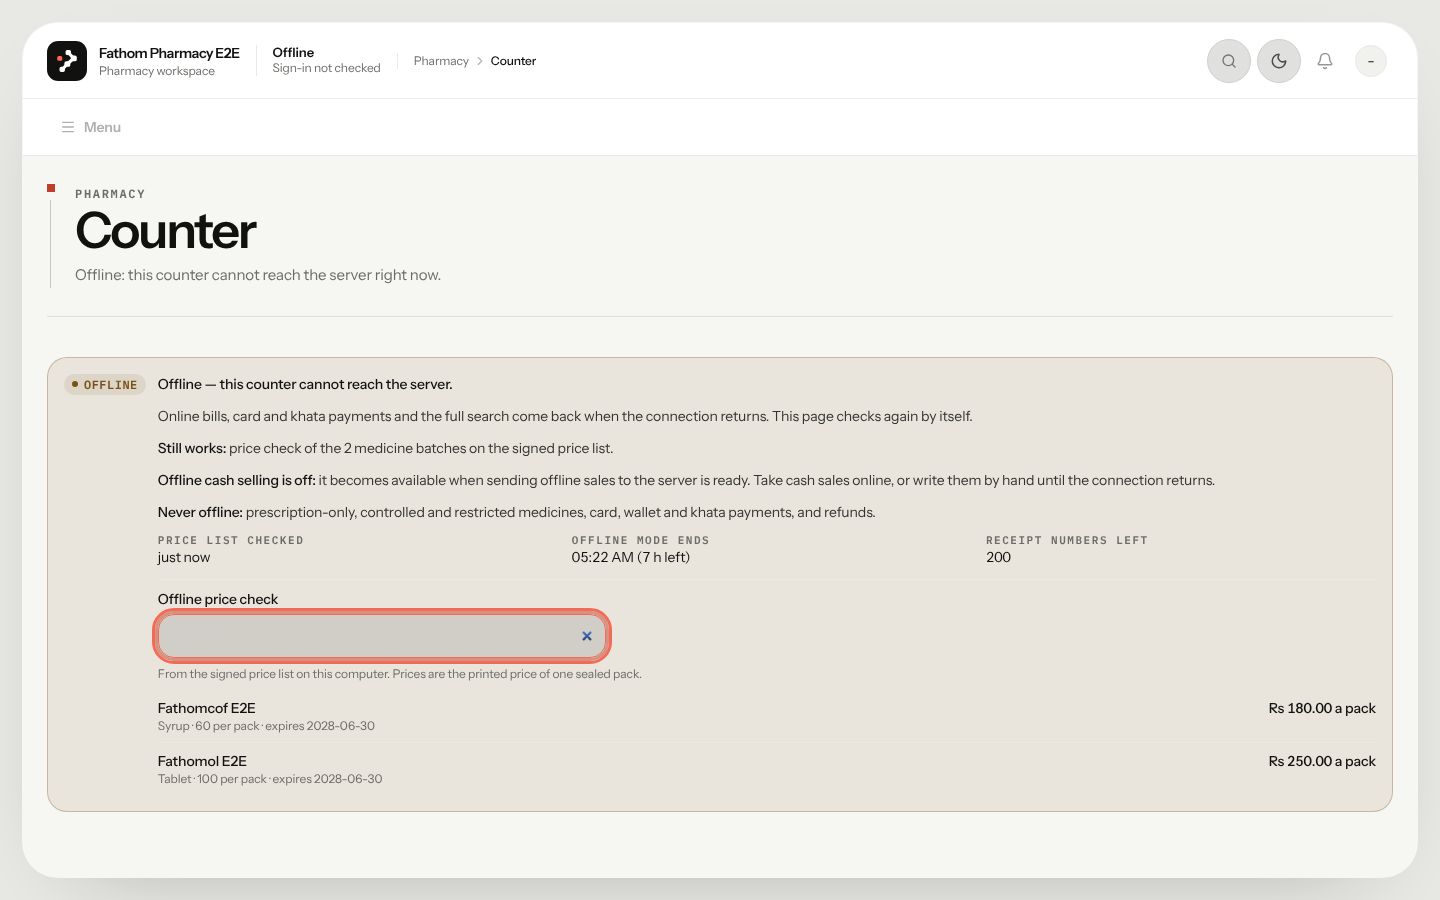 Fathom Pharmacy E2E
Pharmacy workspace
Offline
Sign-in not checked
Pharmacy > Counter
-
Menu
PHARMACY
Counter
Offline: this counter cannot reach the server right now.
OFFLINE
Offline — this counter cannot reach the server.
Online bills, card and khata payments and the full search come back when the connection returns. This page checks again by itself.
Still works: price check of the 2 medicine batches on the signed price list.
Offline cash selling is off: it becomes available when sending offline sales to the server is ready. Take cash sales online, or write them by hand until the connection returns.
Never offline: prescription-only, controlled and restricted medicines, card, wallet and khata payments, and refunds.
PRICE LIST CHECKED
just now
OFFLINE MODE ENDS
05:22 AM (7 h left)
RECEIPT NUMBERS LEFT
200
Offline price check
From the signed price list on this computer. Prices are the printed price of one sealed pack.
Fathomcof E2E
Syrup · 60 per pack · expires 2028-06-30
Rs 180.00 a pack
Fathomol E2E
Tablet · 100 per pack · expires 2028-06-30
Rs 250.00 a pack